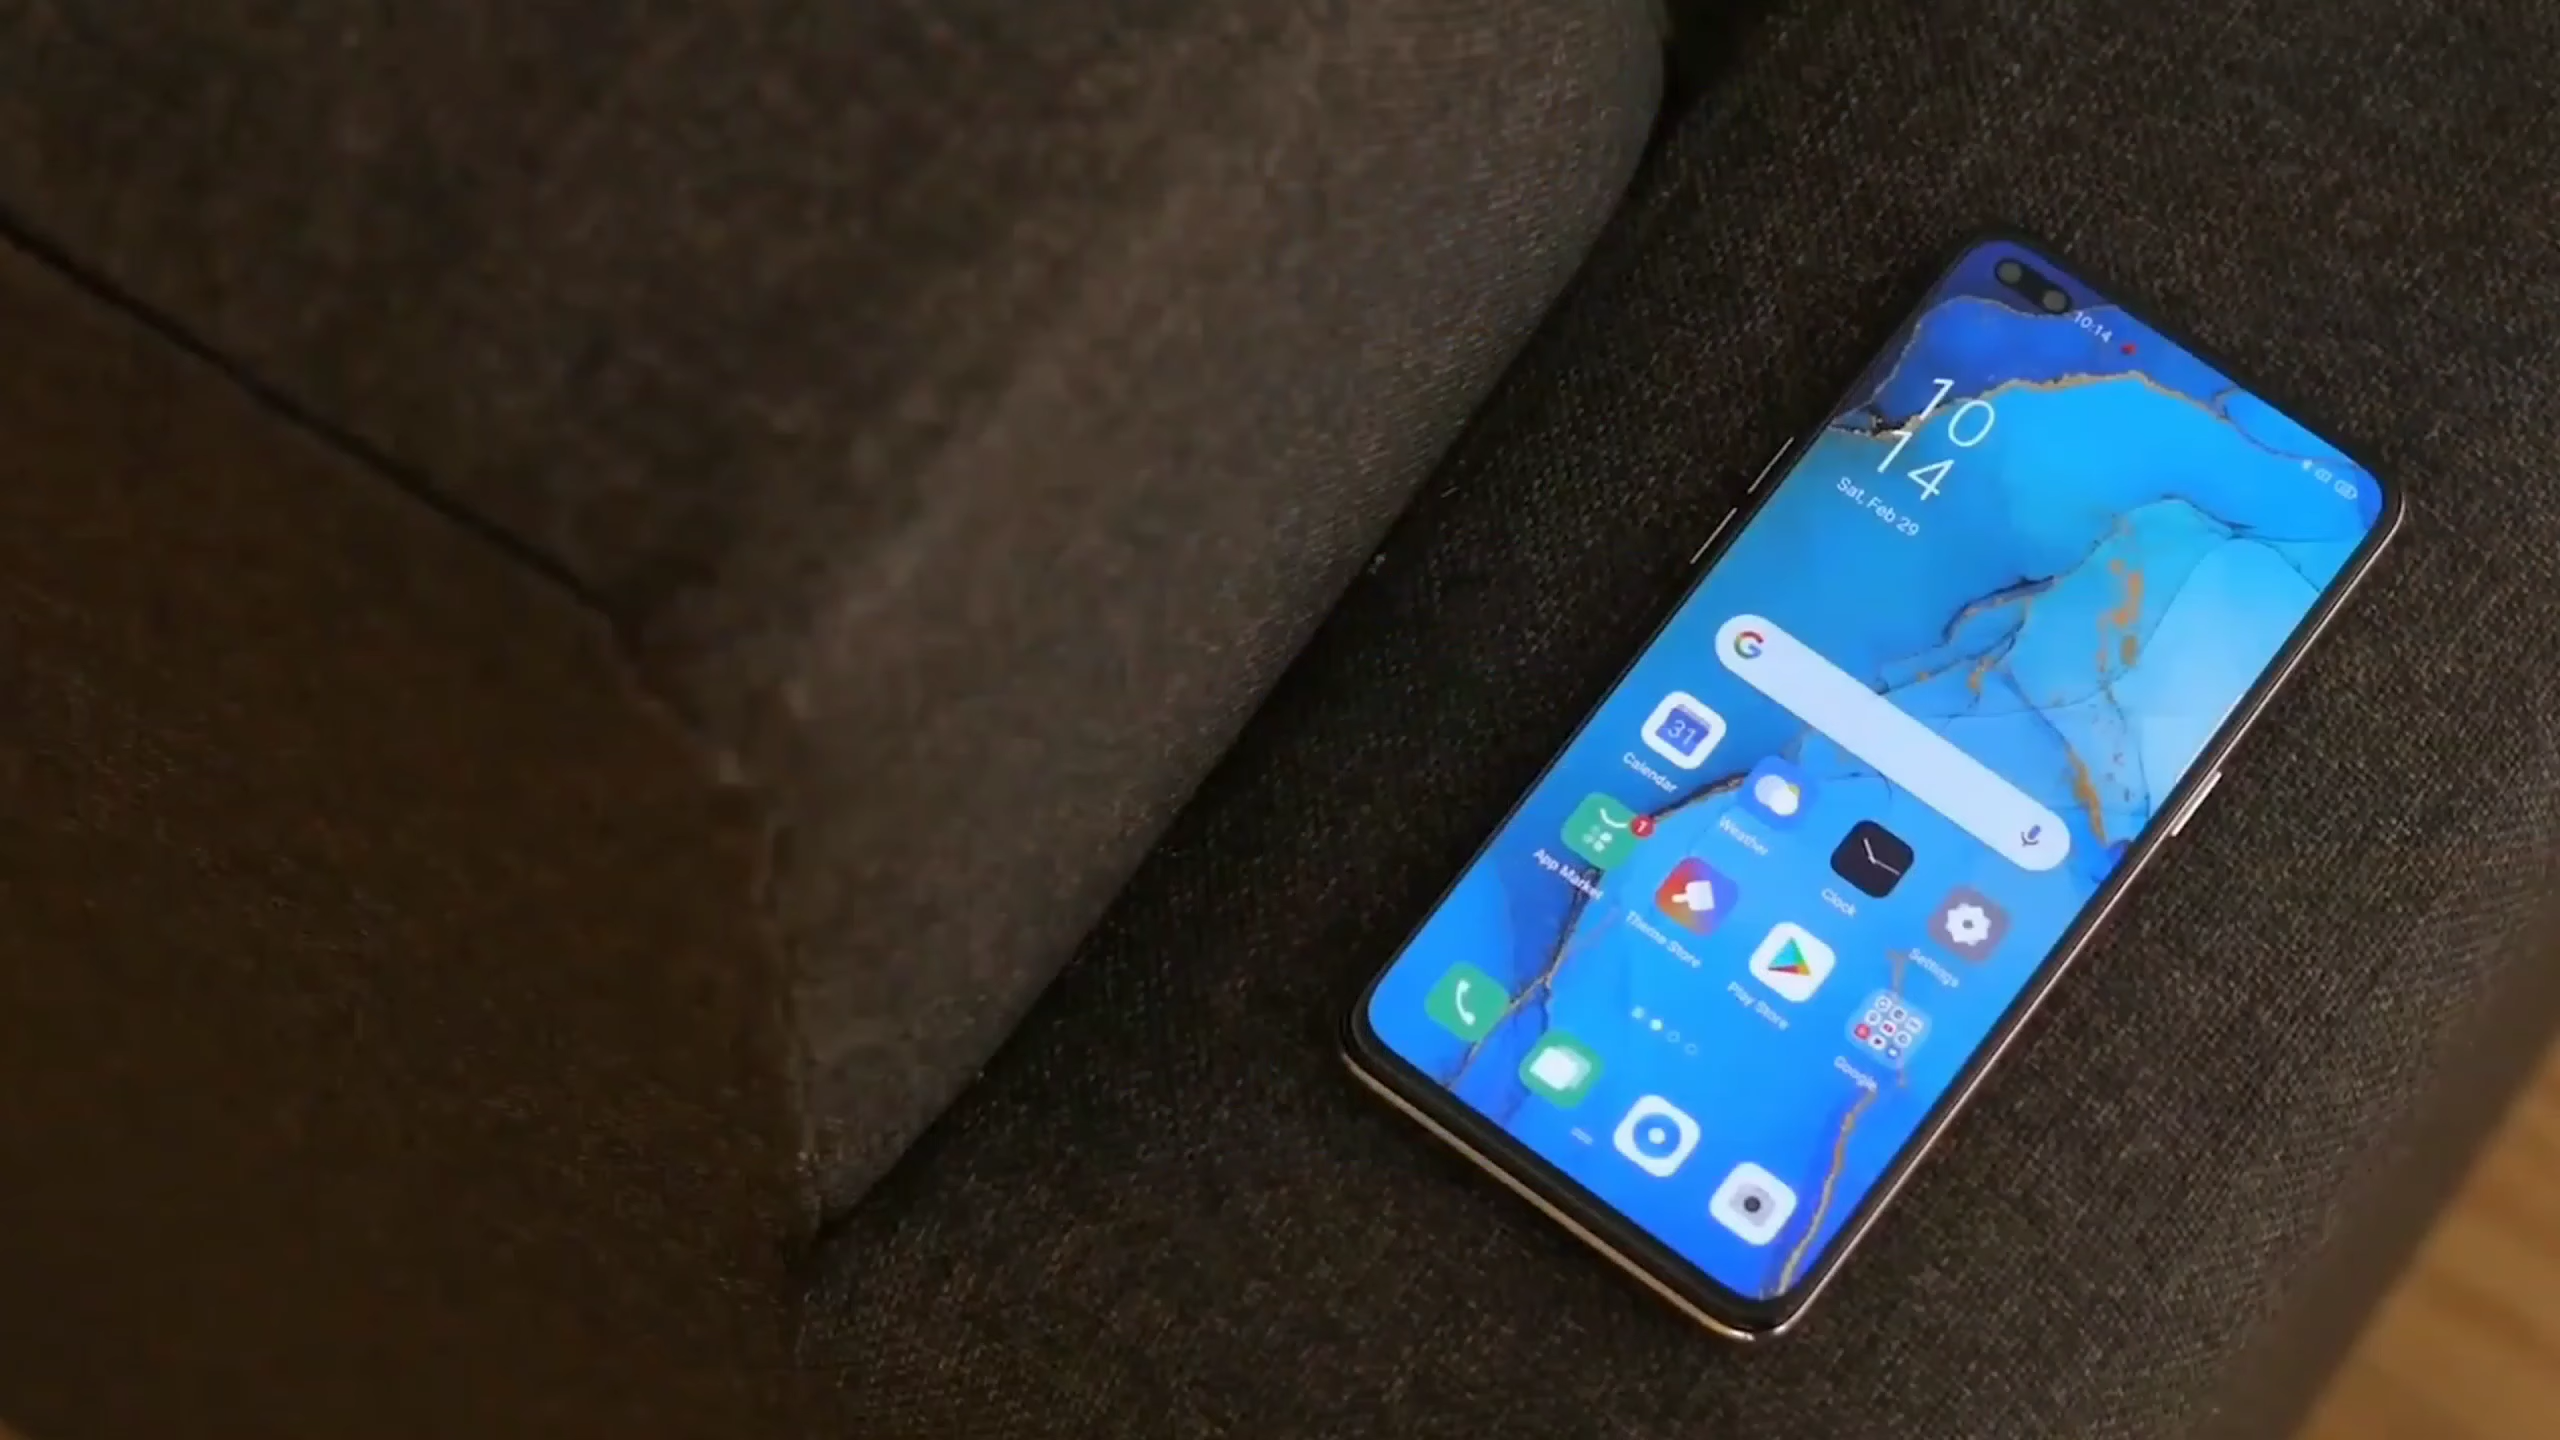 10:14
10
14
Sat, Feb 29
G
31
Calendar
Weather
Clock
Settings
1
App Market
Theme Store
Play Store
Google